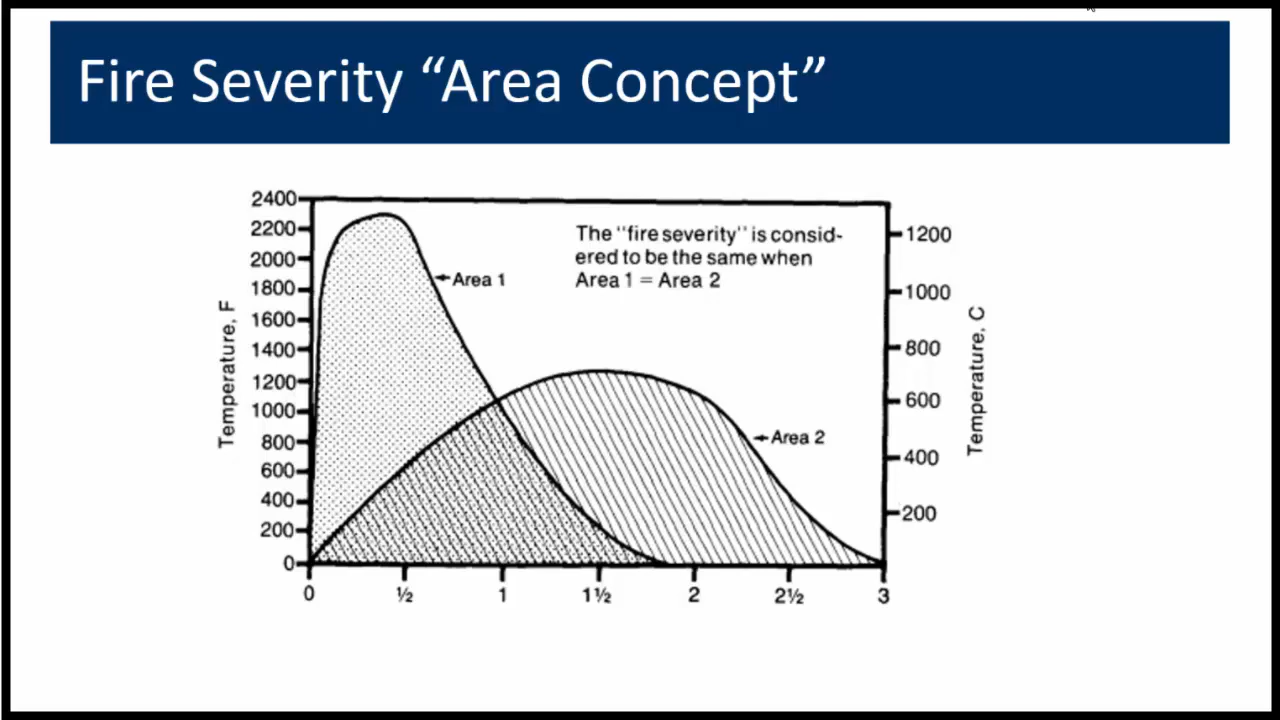 Fire Severity “Area Concept”
2400
2200
2000
1800
1600
1400
1200
1000
800
600
400
200
0
Temperature, F
The "fire severity" is consid-
ered to be the same when
Area 1 = Area 2
Area 1
Area 2
1200
1000
800
600
400
200
Temperature, C
0 ½ 1 1½ 2 2½ 3